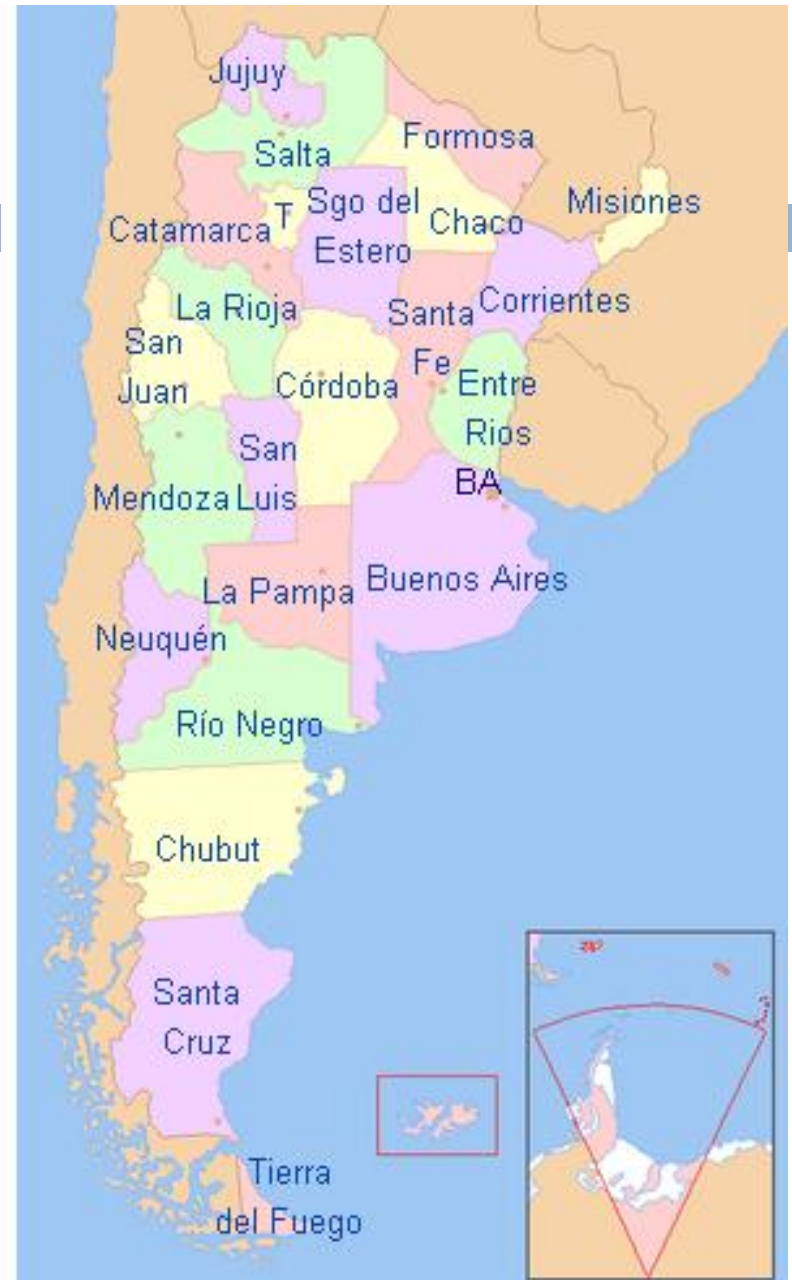 Jujuy
Formosa
Salta
Misiones
T
Sgo del
Estero
Chaco
Catamarca
La Rioja
Santa
Fe
Corrientes
San
Juan
Córdoba
Entre
Rios
San
Luis
Mendoza
BA
La Pampa
Buenos Aires
Neuquén
Río Negro
Chubut
Santa
Cruz
Tierra
del Fuego